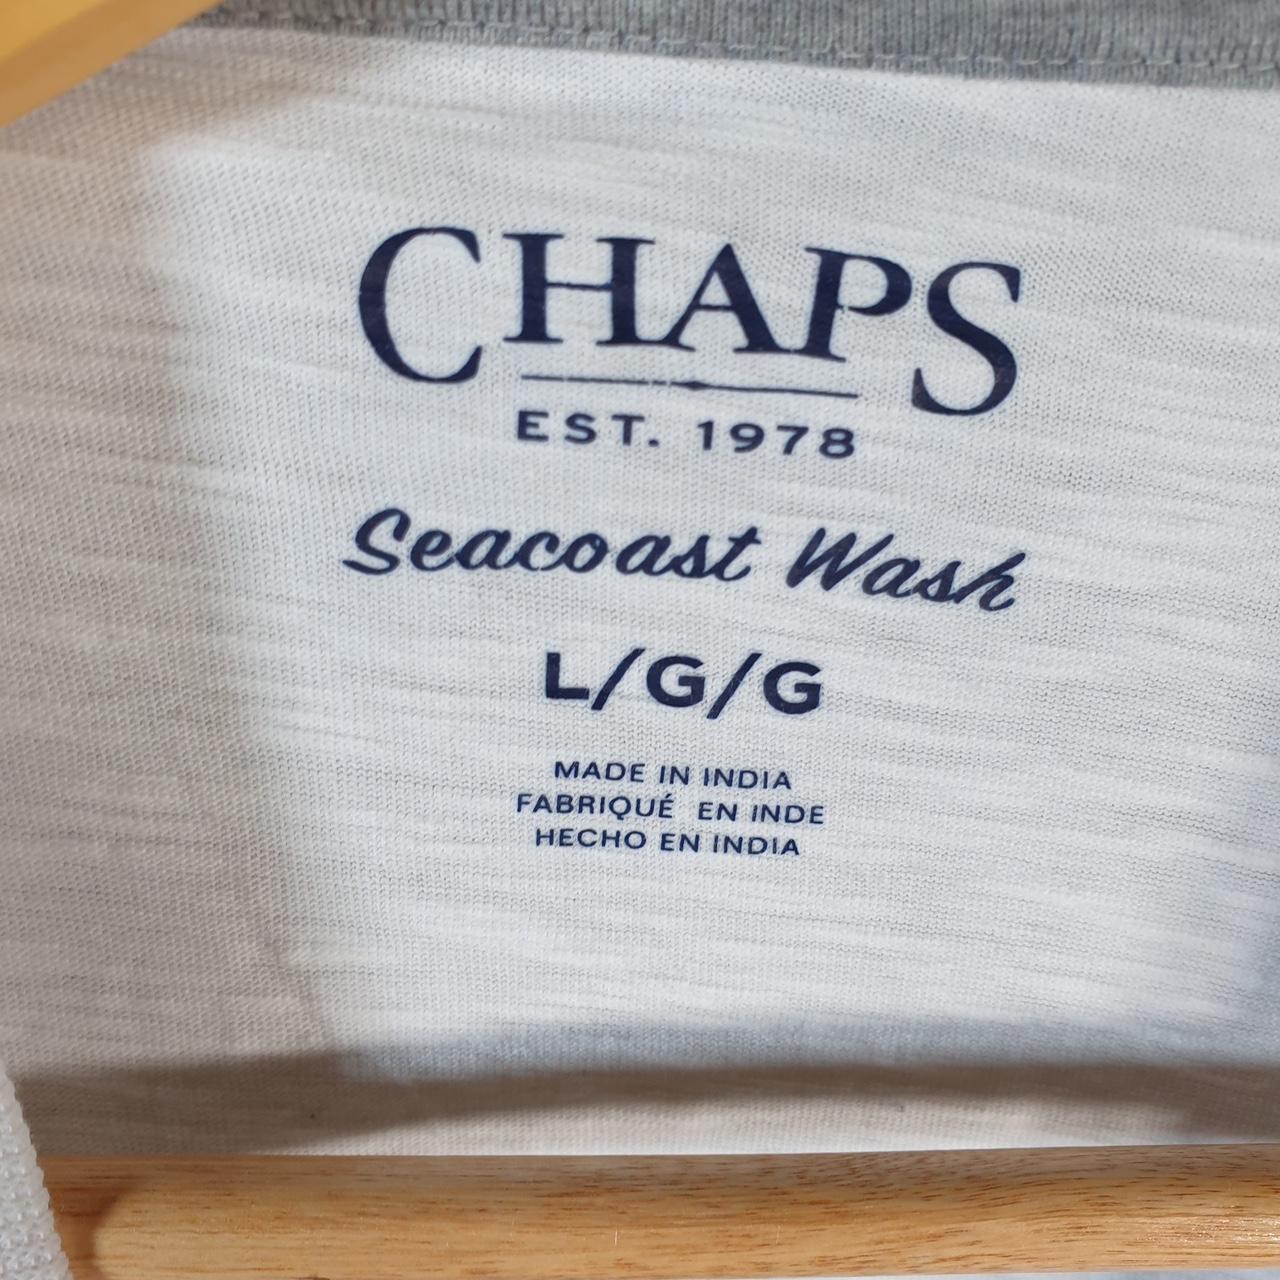 CHAPS
EST. 1978
Seacoast Wash
L/G/G
MADE IN INDIA
FABRIQUÉ EN INDE
HECHO EN INDIA